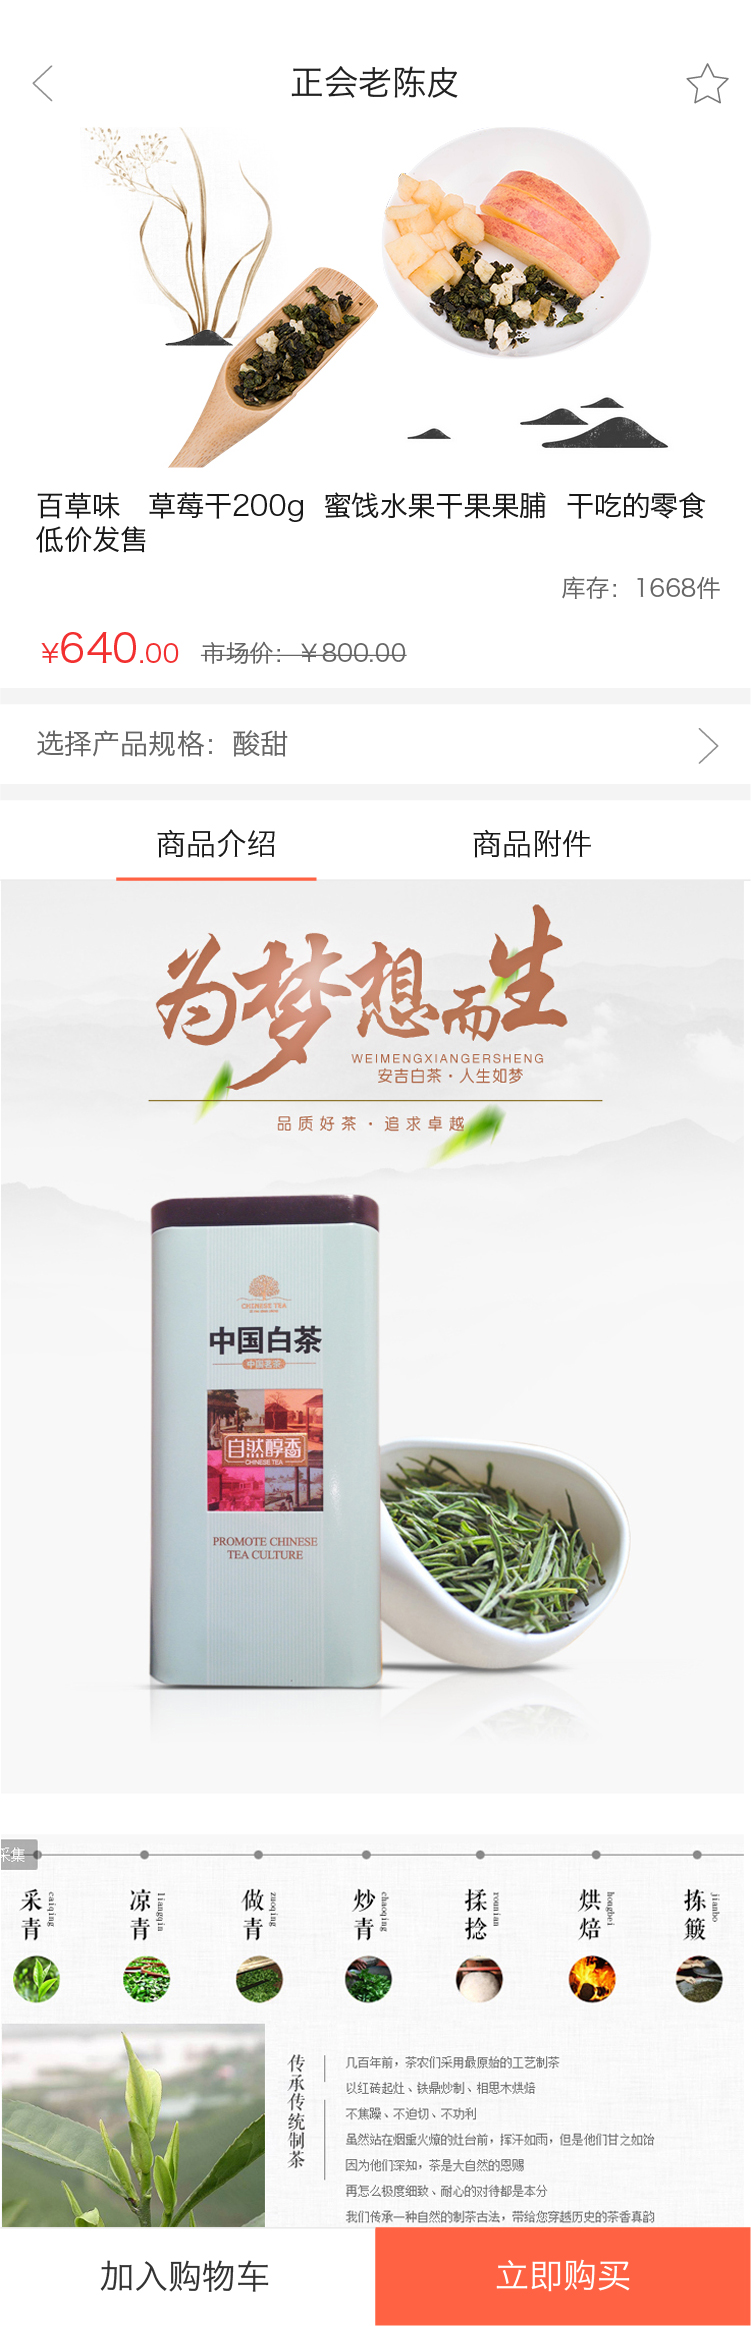 正会老陈皮
百草味 草莓干200g 蜜饯水果干果果脯 干吃的零食
低价发售
库存：1668件
¥640.00 市场价：￥800.00
选择产品规格：酸甜
商品介绍 商品附件
为梦想而生
WEIMENGXIANGERSHENG
安吉白茶·人生如梦
品质好茶·追求卓越
CHINESE TEA
中国白茶
中国茗茶
自然醇香
CHINESE TEA
PROMOTE CHINESE
TEA CULTURE
采集
采青 caiqing
凉青 liangqin
做青 zuoqing
炒青 chaoqing
揉捻 rounian
烘焙 hongbei
拣簸 jianbo
传承传统制茶
几百年前，茶农们采用最原始的工艺制茶
以红砖起灶、铁鼎炒制、相思木烘焙
不焦躁、不迫切、不功利
虽然站在烟熏火燎的灶台前，挥汗如雨，但是他们甘之如饴
因为他们深知，茶是大自然的恩赐
再怎么极度细致、耐心的对待都是本分
我们传承一种自然的制茶古法，带给您穿越历史的茶香真韵
加入购物车 立即购买